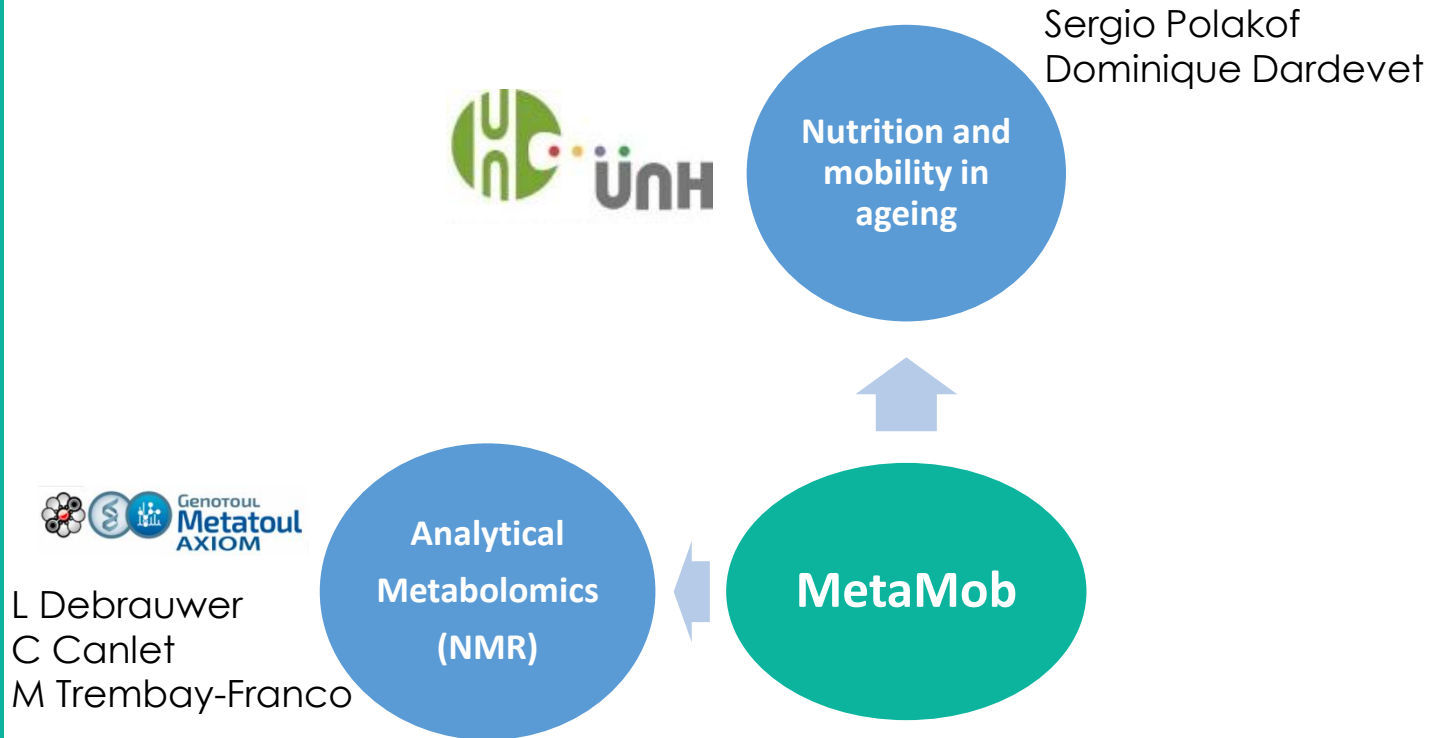 Sergio Polakof
Dominique Dardevet
Nutrition and
mobility in
ageing
ÜNH
GENOTOUL
Metatoul
AXIOM
L Debrauwer
C Canlet
M Trembay-Franco
Analytical
Metabolomics
(NMR)
MetaMob